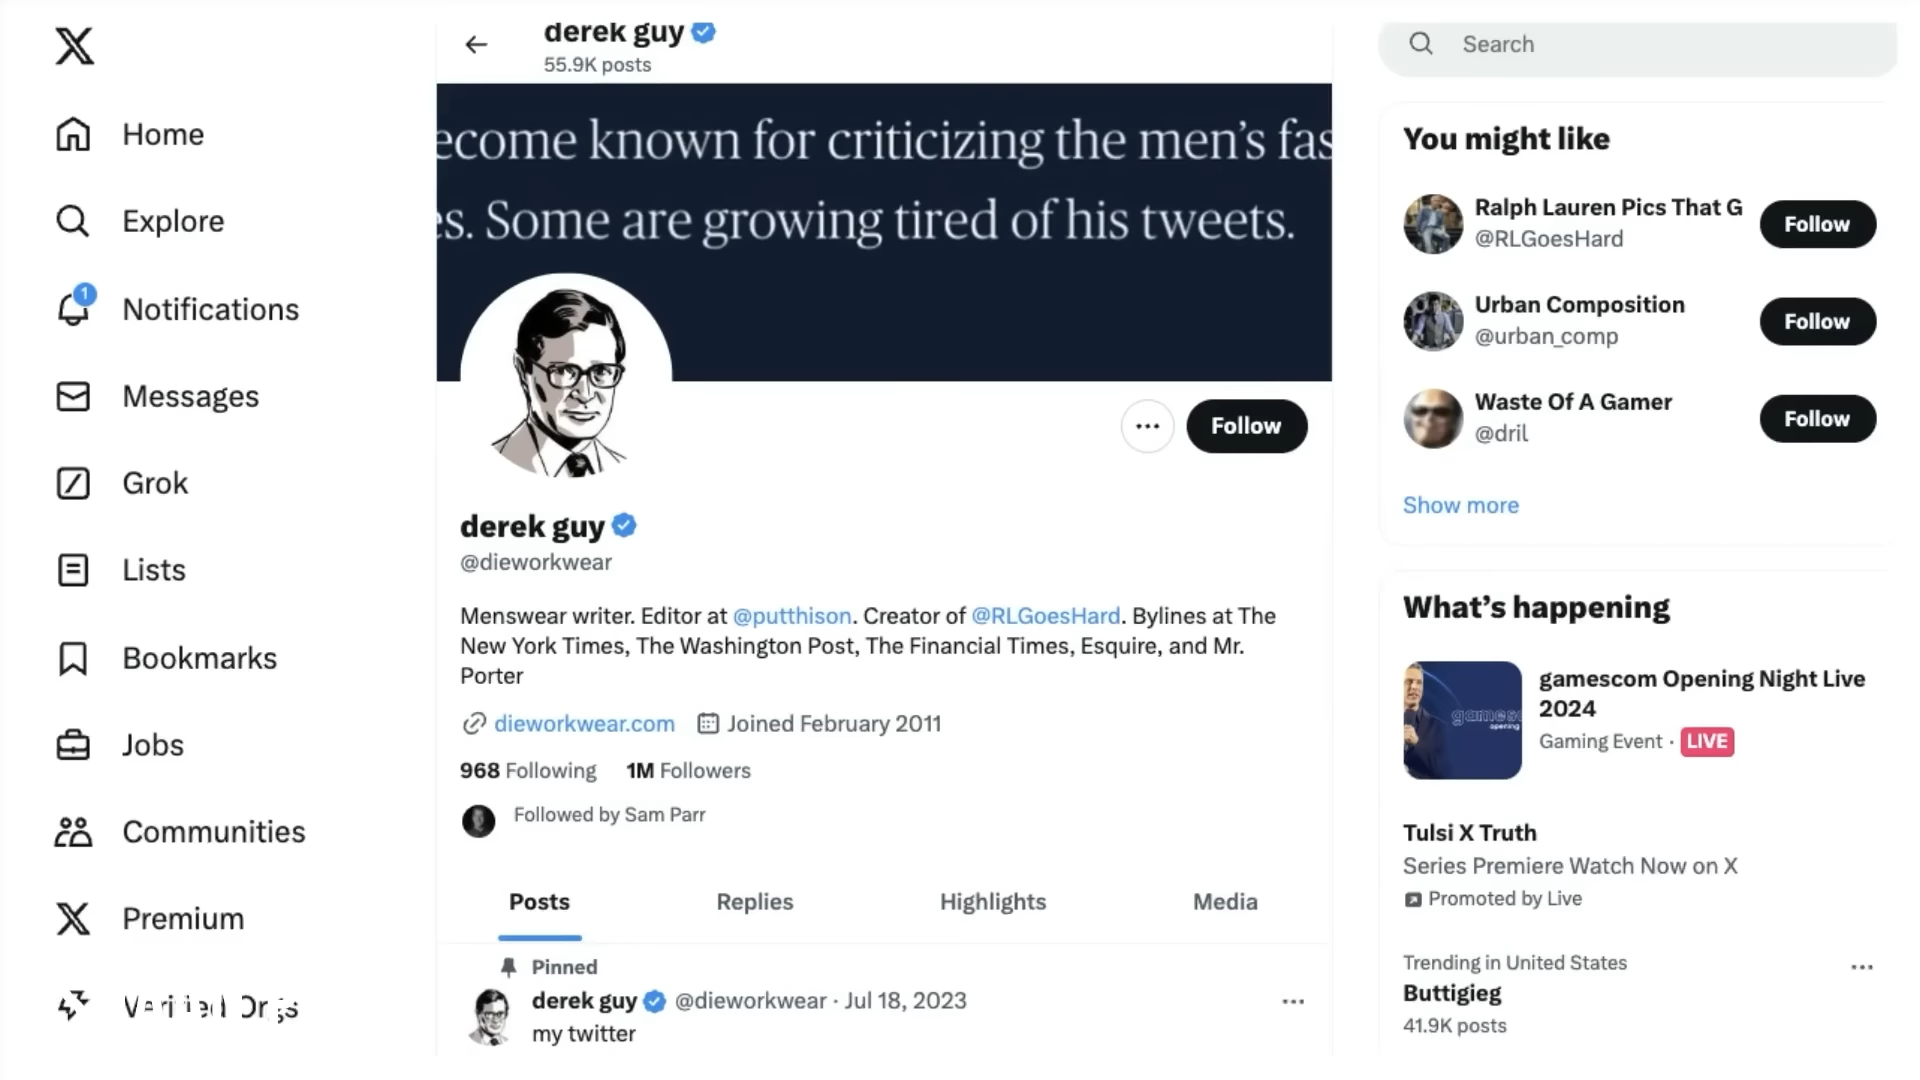 Home
Explore
1
Notifications
Messages
Grok
Lists
Bookmarks
Jobs
Communities
Premium
Verified Orgs
derek guy
55.9K posts
ecome known for criticizing the men's fas
es. Some are growing tired of his tweets.
Follow
derek guy
@dieworkwear
Menswear writer. Editor at @putthison. Creator of @RLGoesHard. Bylines at The
New York Times, The Washington Post, The Financial Times, Esquire, and Mr.
Porter
dieworkwear.com Joined February 2011
968 Following 1M Followers
Followed by Sam Parr
Posts Replies Highlights Media
Pinned
derek guy @dieworkwear · Jul 18, 2023
my twitter
Search
You might like
Ralph Lauren Pics That G
@RLGoesHard
Follow
Urban Composition
@urban_comp
Follow
Waste Of A Gamer
@dril
Follow
Show more
What's happening
gamescom Opening Night Live
2024
Gaming Event · LIVE
gamesc
opening
Tulsi X Truth
Series Premiere Watch Now on X
Promoted by Live
Trending in United States
Buttigieg
41.9K posts